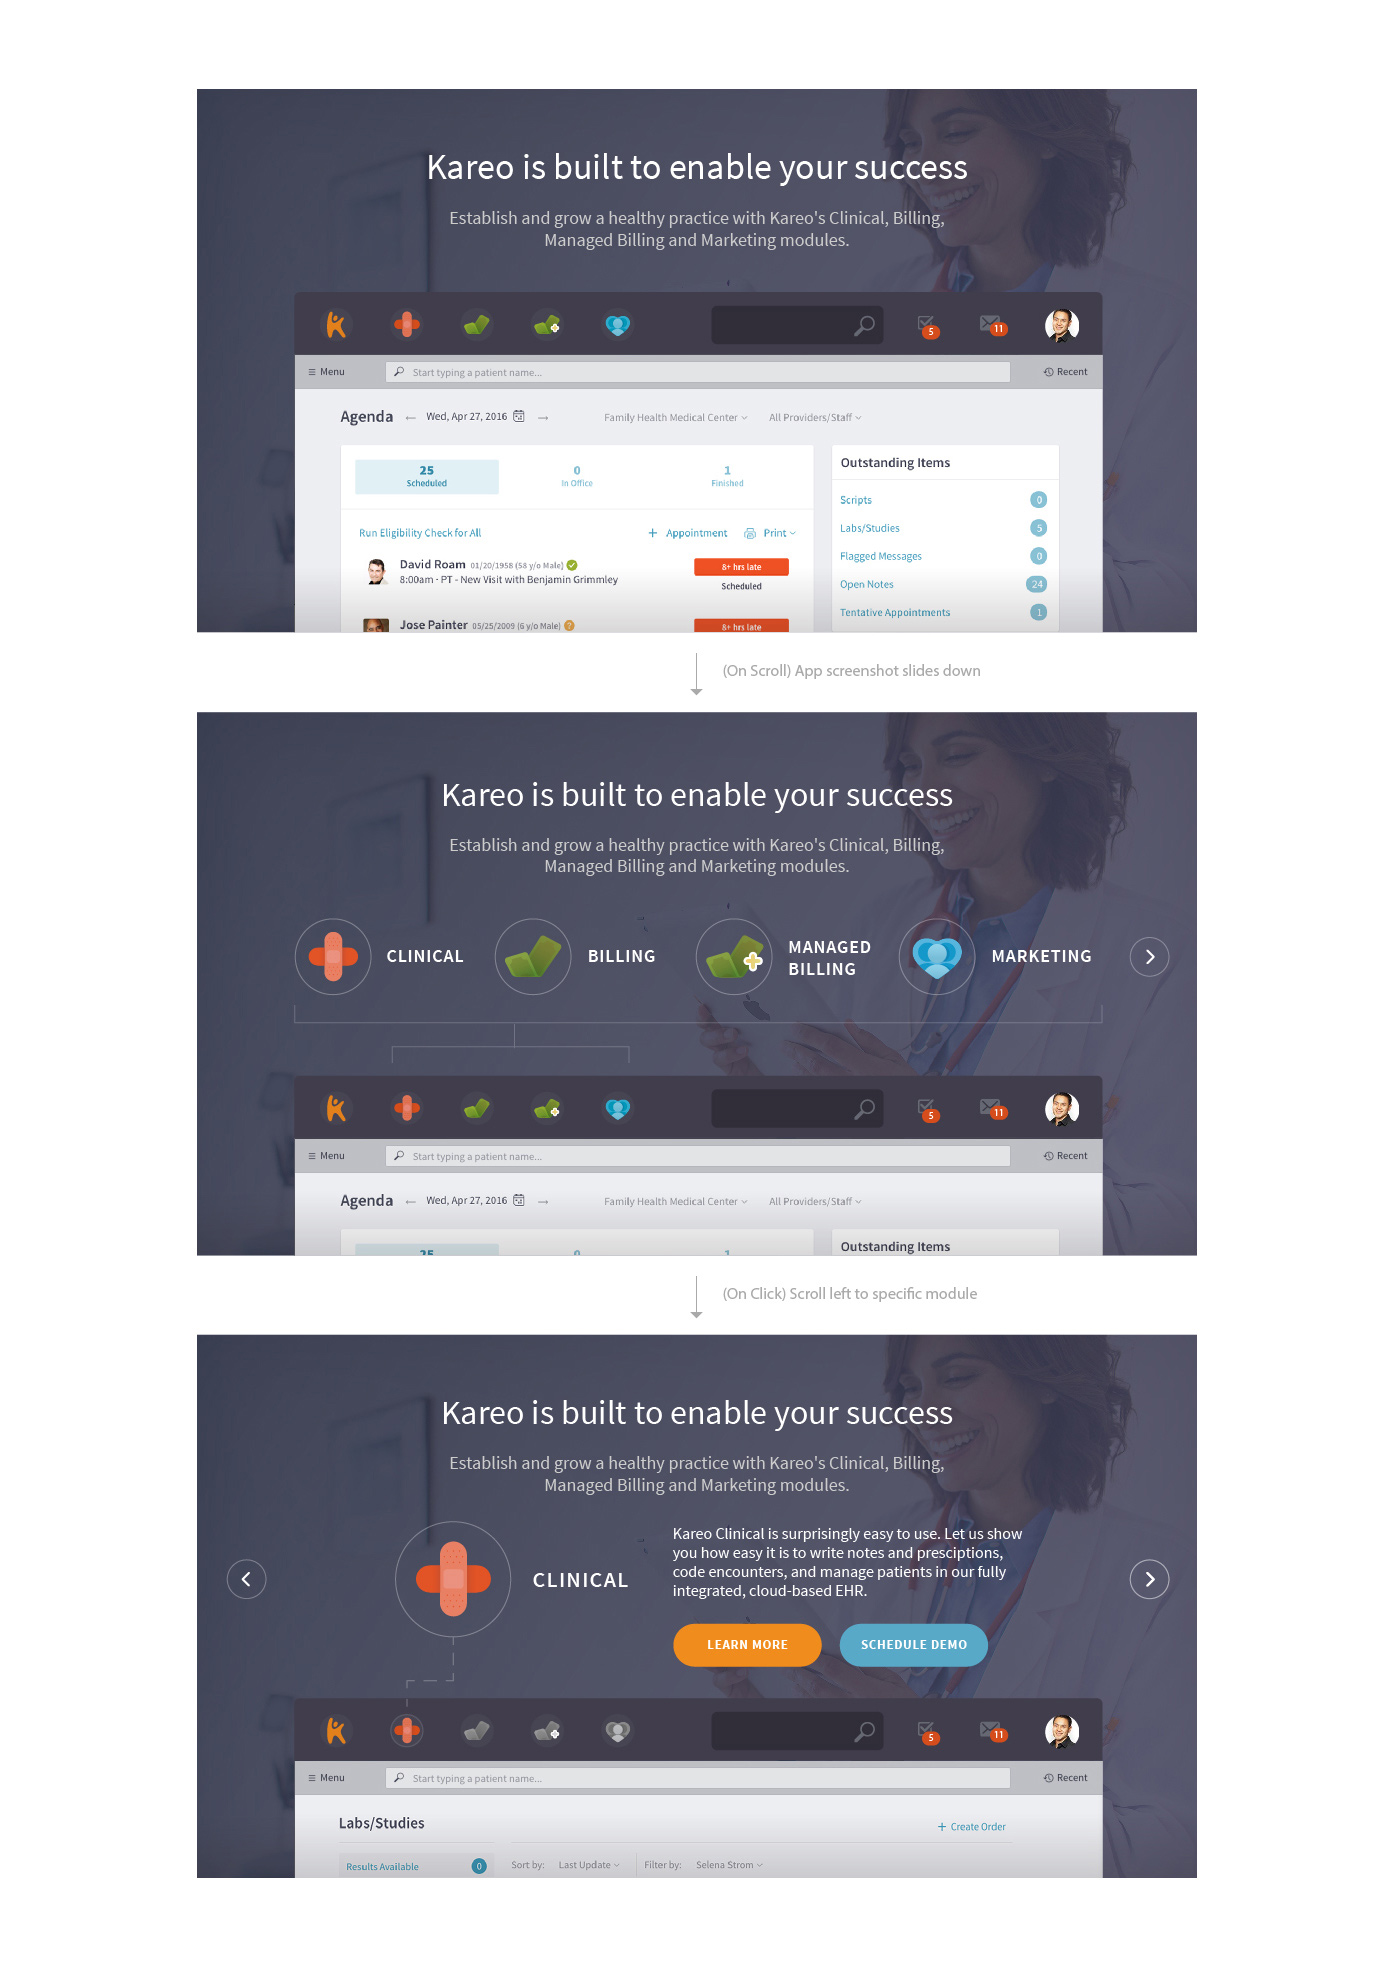 Kareo is built to enable your success
Establish and grow a healthy practice with Kareo's Clinical, Billing,
Managed Billing and Marketing modules.
5
11
Menu
Start typing a patient name...
Recent
Agenda
Wed, Apr 27, 2016
Family Health Medical Center
All Providers/Staff
25
Scheduled
0
In Office
1
Finished
Outstanding Items
Scripts 0
Labs/Studies 5
Flagged Messages 0
Open Notes 24
Tentative Appointments 1
Run Eligibility Check for All
+ Appointment
Print
David Roam 01/20/1958 (58 y/o Male)
8:00am · PT - New Visit with Benjamin Grimmley
8+ hrs late
Scheduled
Jose Painter 05/25/2009 (6 y/o Male) ?
8+ hrs late
(On Scroll) App screenshot slides down
Kareo is built to enable your success
Establish and grow a healthy practice with Kareo's Clinical, Billing,
Managed Billing and Marketing modules.
CLINICAL
BILLING
MANAGED
BILLING
MARKETING
5
11
Menu
Start typing a patient name...
Recent
Agenda
Wed, Apr 27, 2016
Family Health Medical Center
All Providers/Staff
25
0
1
Outstanding Items
(On Click) Scroll left to specific module
Kareo is built to enable your success
Establish and grow a healthy practice with Kareo's Clinical, Billing,
Managed Billing and Marketing modules.
CLINICAL
Kareo Clinical is surprisingly easy to use. Let us show
you how easy it is to write notes and presciptions,
code encounters, and manage patients in our fully
integrated, cloud-based EHR.
LEARN MORE
SCHEDULE DEMO
5
11
Menu
Start typing a patient name...
Recent
Labs/Studies
+ Create Order
Results Available 0
Sort by: Last Update
Filter by: Selena Strom